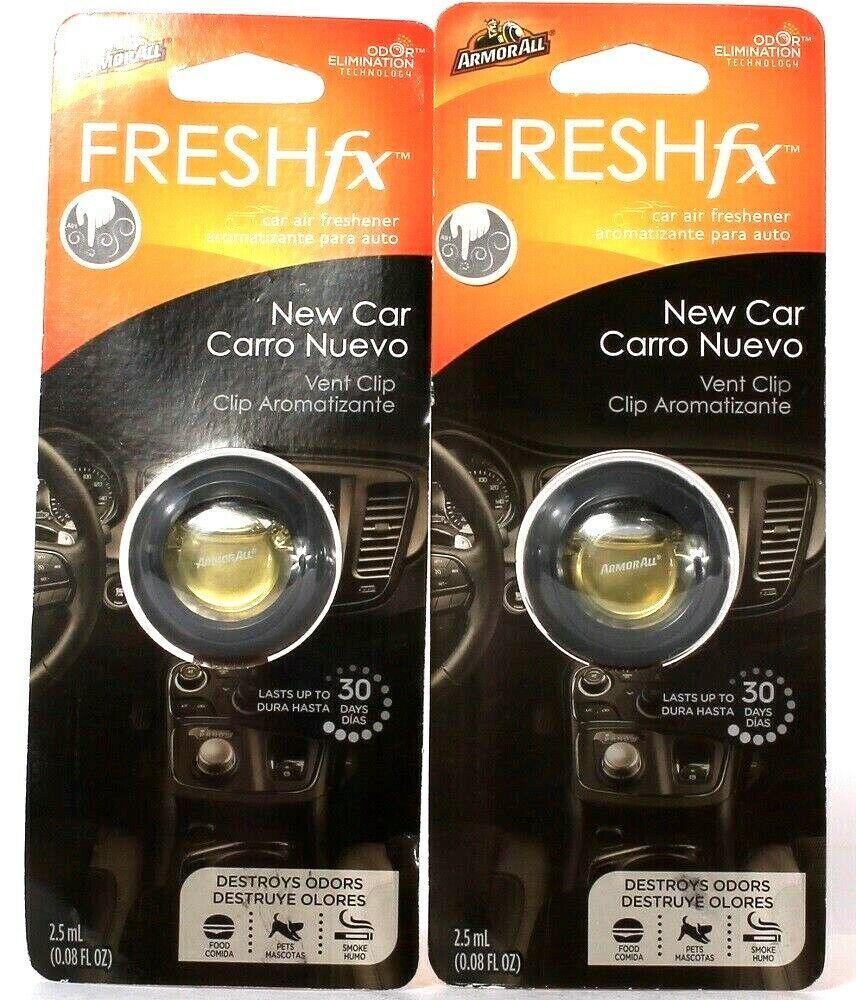 ARMORALL
ODOR
ELIMINATION™
TECHNOLOGY
FRESHfx™
car air freshener
aromatizante para auto
New Car
Carro Nuevo
Vent Clip
Clip Aromatizante
ARMORALL®
LASTS UP TO
DURA HASTA
30
DAYS
DÍAS
DESTROYS ODORS
DESTRUYE OLORES
FOOD
COMIDA
PETS
MASCOTAS
SMOKE
HUMO
2.5 mL
(0.08 FL OZ)
ARMORALL
ODOR™
ELIMINATION
TECHNOLOGY
FRESHfx™
car air freshener
aromatizante para auto
New Car
Carro Nuevo
Vent Clip
Clip Aromatizante
ARMORALL®
LASTS UP TO
DURA HASTA
30
DAYS
DÍAS
DESTROYS ODORS
DESTRUYE OLORES
FOOD
COMIDA
PETS
MASCOTAS
SMOKE
HUMO
2.5 mL
(0.08 FL OZ)